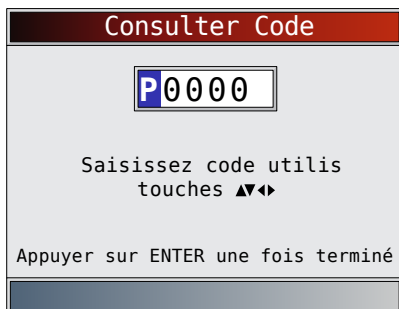 Consulter Code
P0000
Saisissez code utilis
touches ▲▼◀▶
Appuyer sur ENTER une fois terminé